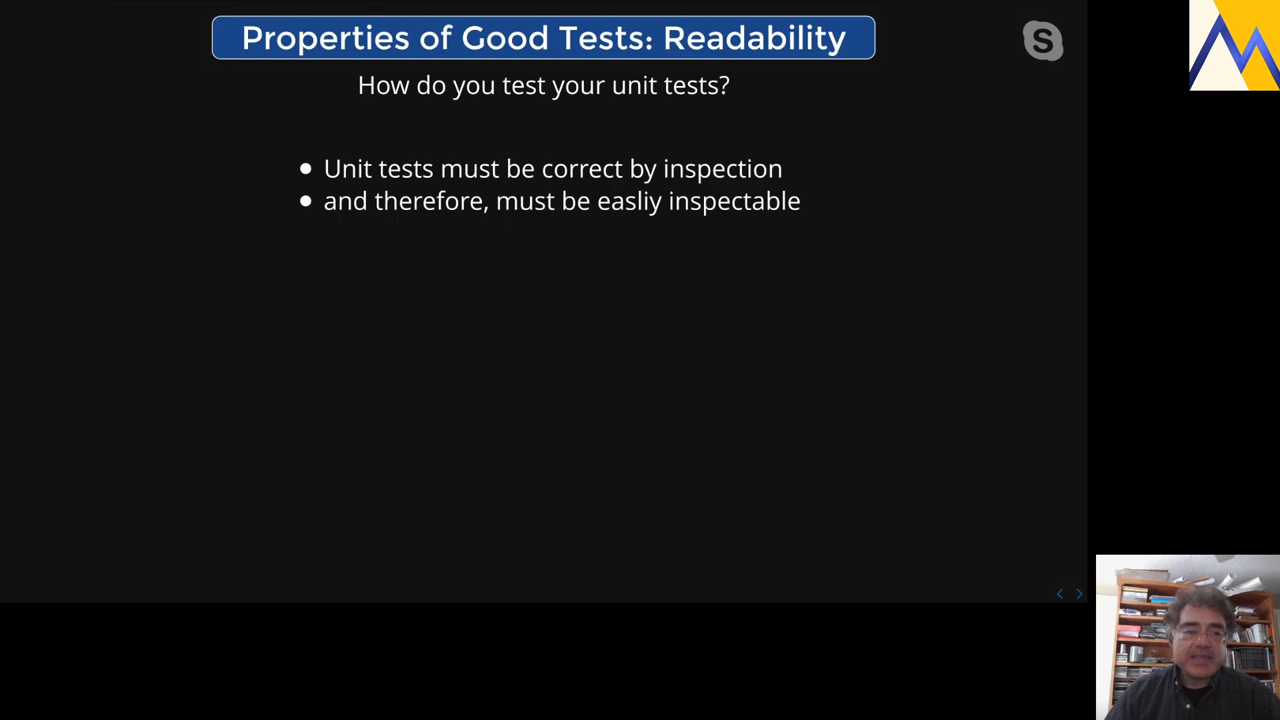 Properties of Good Tests: Readability
How do you test your unit tests?
Unit tests must be correct by inspection
and therefore, must be easliy inspectable
S